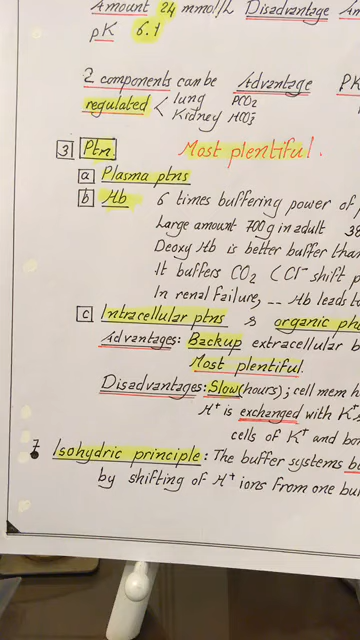 Amount 24 mmol/L Disadvantage
pK 6.1
2 components can be Advantage PK
regulated < lung PCO2
Kidney HCO3-
3 Ptn. Most plentiful.
a Plasma ptns
b Hb 6 times buffering power of
Large amount 700 g in adult 38
Deoxy Hb is better buffer than
It buffers CO2 (Cl- shift p
In renal failure, -- Hb leads t
c Intracellular ptns & organic ph
Advantages: Backup extracellular b
Most plentiful.
Disadvantages: Slow (hours); cell mem
H+ is exchanged with K+
cells of K+ and bon
7 Isohydric principle: The buffer systems b
by shifting of H+ ions from one bu